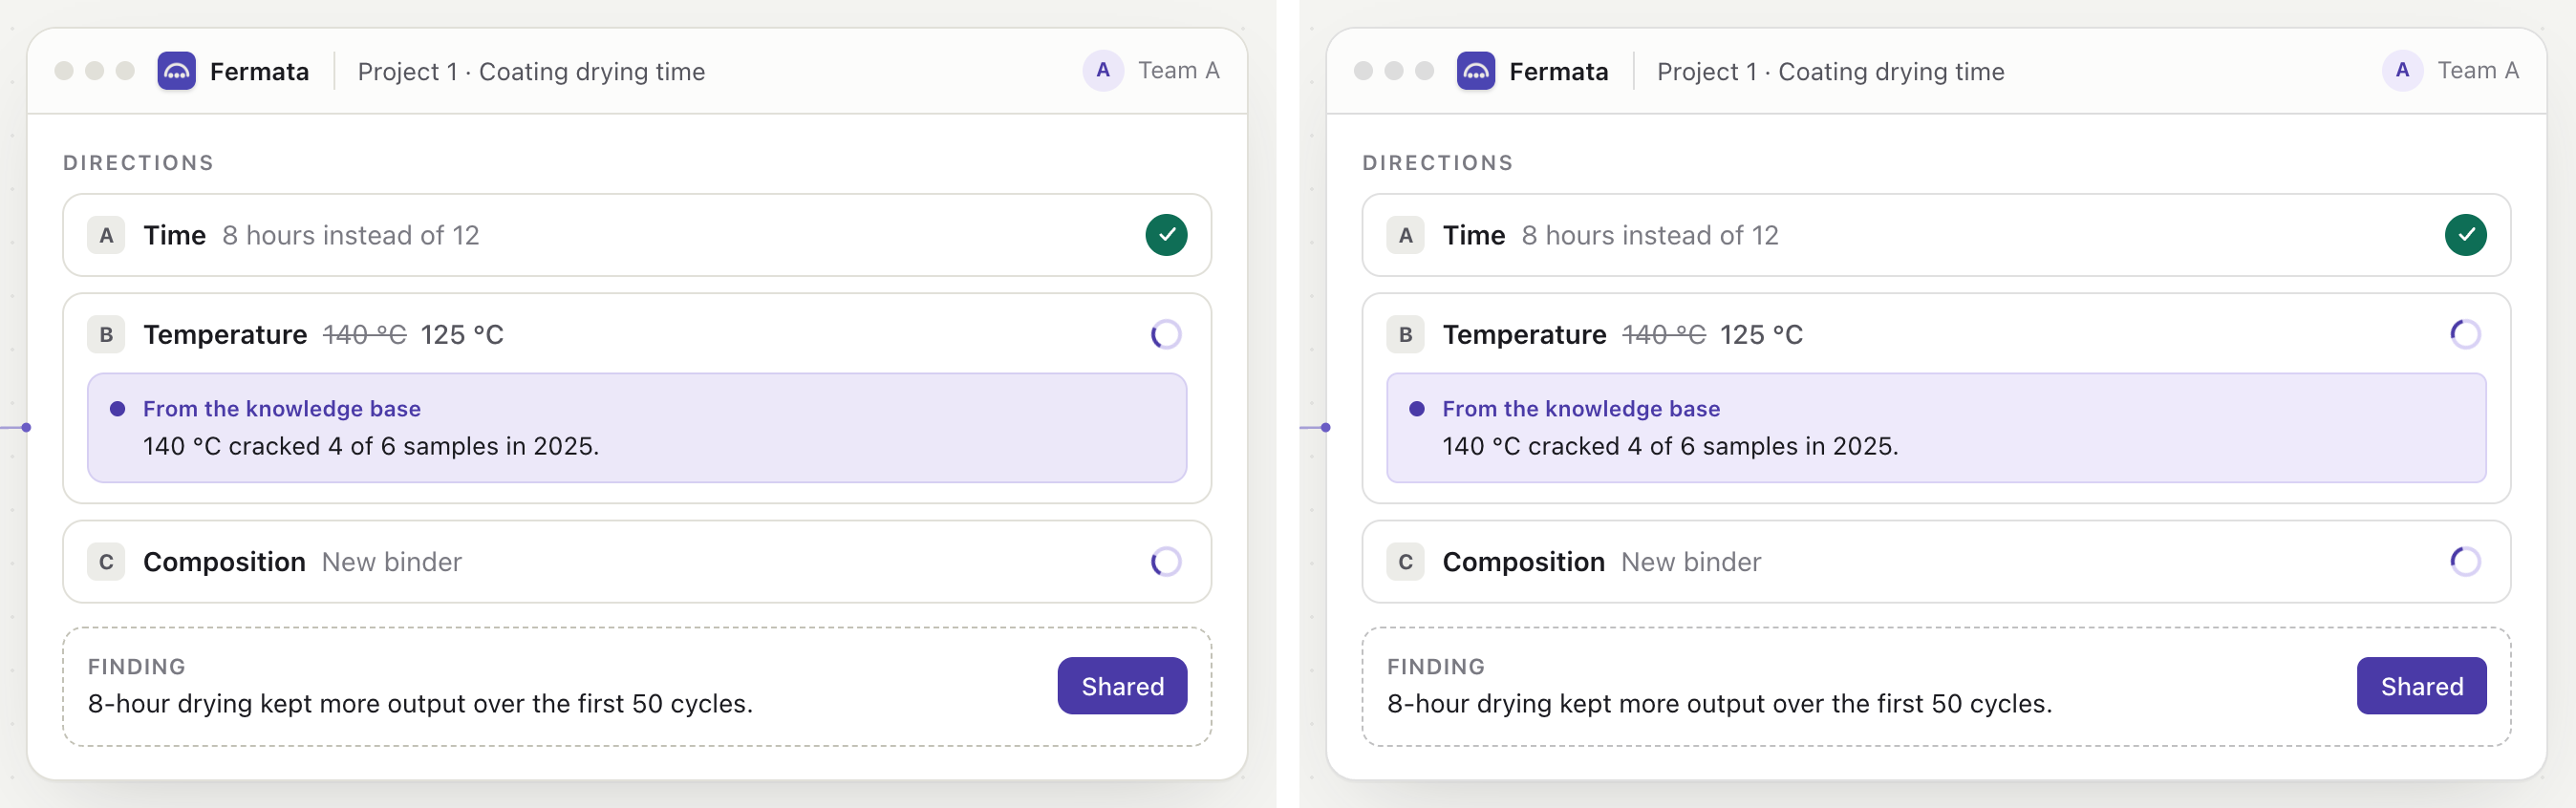 Fermata
Project 1 · Coating drying time
A
Team A
DIRECTIONS
A
Time 8 hours instead of 12
B
Temperature 140 °C 125 °C
From the knowledge base
140 °C cracked 4 of 6 samples in 2025.
C
Composition New binder
FINDING
8-hour drying kept more output over the first 50 cycles.
Shared
Fermata
Project 1 · Coating drying time
A
Team A
DIRECTIONS
A
Time 8 hours instead of 12
B
Temperature 140 °C 125 °C
From the knowledge base
140 °C cracked 4 of 6 samples in 2025.
C
Composition New binder
FINDING
8-hour drying kept more output over the first 50 cycles.
Shared